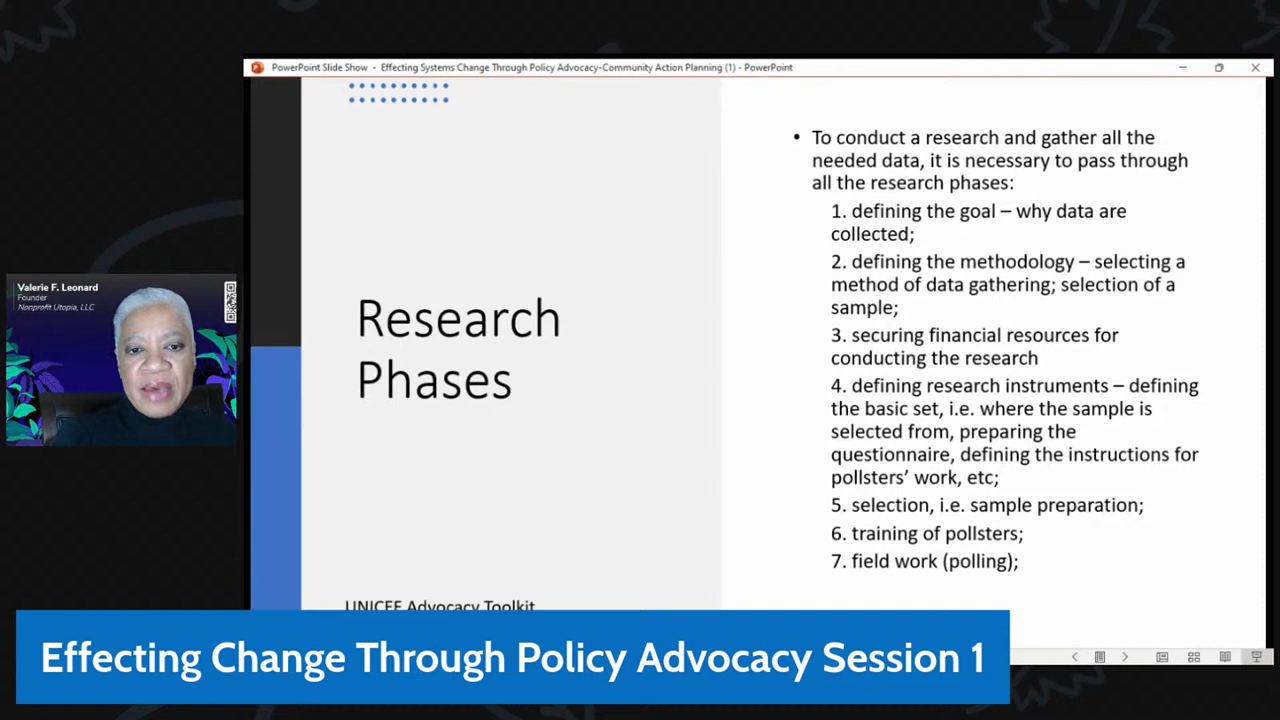 PowerPoint Slide Show - Effecting Systems Change Through Policy Advocacy-Community Action Planning (1) - PowerPoint
Valerie F. Leonard
Founder
Nonprofit Utopia, LLC
Research
Phases
UNICEF Advocacy Toolkit
• To conduct a research and gather all the
needed data, it is necessary to pass through
all the research phases:
1. defining the goal – why data are
collected;
2. defining the methodology – selecting a
method of data gathering; selection of a
sample;
3. securing financial resources for
conducting the research
4. defining research instruments – defining
the basic set, i.e. where the sample is
selected from, preparing the
questionnaire, defining the instructions for
pollsters’ work, etc;
5. selection, i.e. sample preparation;
6. training of pollsters;
7. field work (polling);
Effecting Change Through Policy Advocacy Session 1